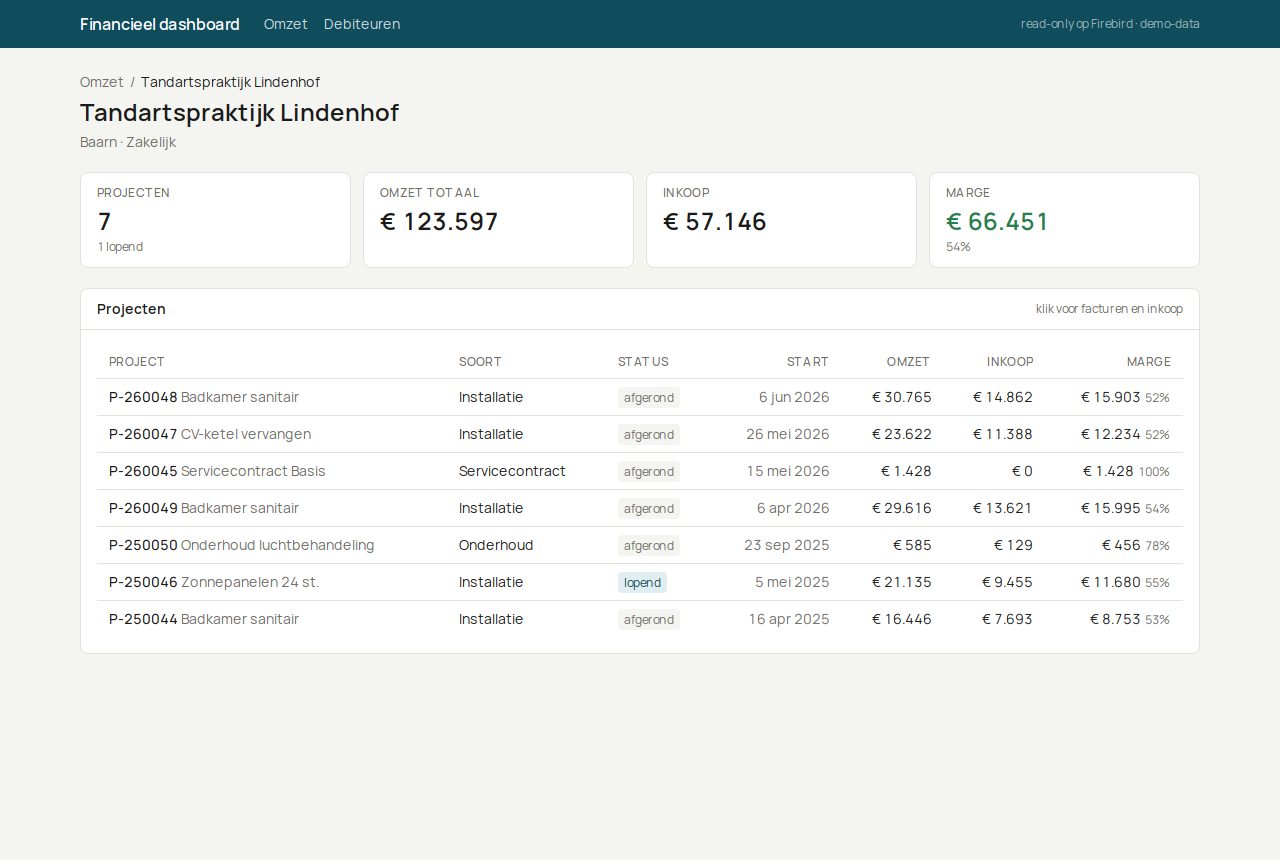 Financieel dashboard Omzet Debiteuren read-only op Firebird · demo-data
Omzet / Tandartspraktijk Lindenhof
Tandartspraktijk Lindenhof
Baarn · Zakelijk
PROJECTEN OMZET TOTAAL INKOOP MARGE
7 € 123.597 € 57.146 € 66.451
1 lopend 54%
Projecten klik voor facturen en inkoop
PROJECT SOORT STATUS START OMZET INKOOP MARGE
P-260048 Badkamer sanitair Installatie afgerond 6 jun 2026 € 30.765 € 14.862 € 15.903 52%
P-260047 CV-ketel vervangen Installatie afgerond 26 mei 2026 € 23.622 € 11.388 € 12.234 52%
P-260045 Servicecontract Basis Servicecontract afgerond 15 mei 2026 € 1.428 € 0 € 1.428 100%
P-260049 Badkamer sanitair Installatie afgerond 6 apr 2026 € 29.616 € 13.621 € 15.995 54%
P-250050 Onderhoud luchtbehandeling Onderhoud afgerond 23 sep 2025 € 585 € 129 € 456 78%
P-250046 Zonnepanelen 24 st. Installatie lopend 5 mei 2025 € 21.135 € 9.455 € 11.680 55%
P-250044 Badkamer sanitair Installatie afgerond 16 apr 2025 € 16.446 € 7.693 € 8.753 53%